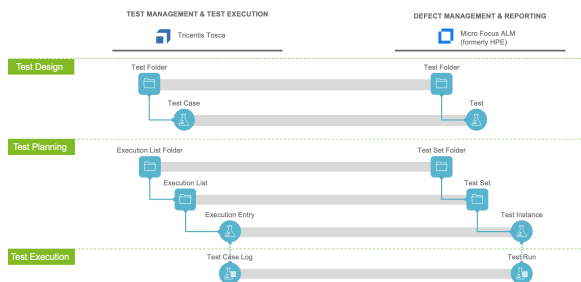 TEST MANAGEMENT & TEST EXECUTION
DEFECT MANAGEMENT & REPORTING
Tricentis Tosca
Micro Focus ALM
(formerly HPE)
Test Design
Test Folder
Test Folder
Test Case
Test
Test Planning
Execution List Folder
Test Set Folder
Execution List
Test Set
Execution Entry
Test Instance
Test Execution
Test Case Log
Test Run